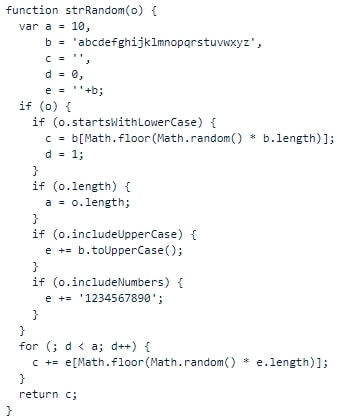 function strRandom(o) {
  var a = 10,
      b = 'abcdefghijklmnopqrstuvwxyz',
      c = '',
      d = 0,
      e = ''+b;
  if (o) {
    if (o.startsWithLowerCase) {
      c = b[Math.floor(Math.random() * b.length)];
      d = 1;
    }
    if (o.length) {
      a = o.length;
    }
    if (o.includeUpperCase) {
      e += b.toUpperCase();
    }
    if (o.includeNumbers) {
      e += '1234567890';
    }
  }
  for (; d < a; d++) {
    c += e[Math.floor(Math.random() * e.length)];
  }
  return c;
}